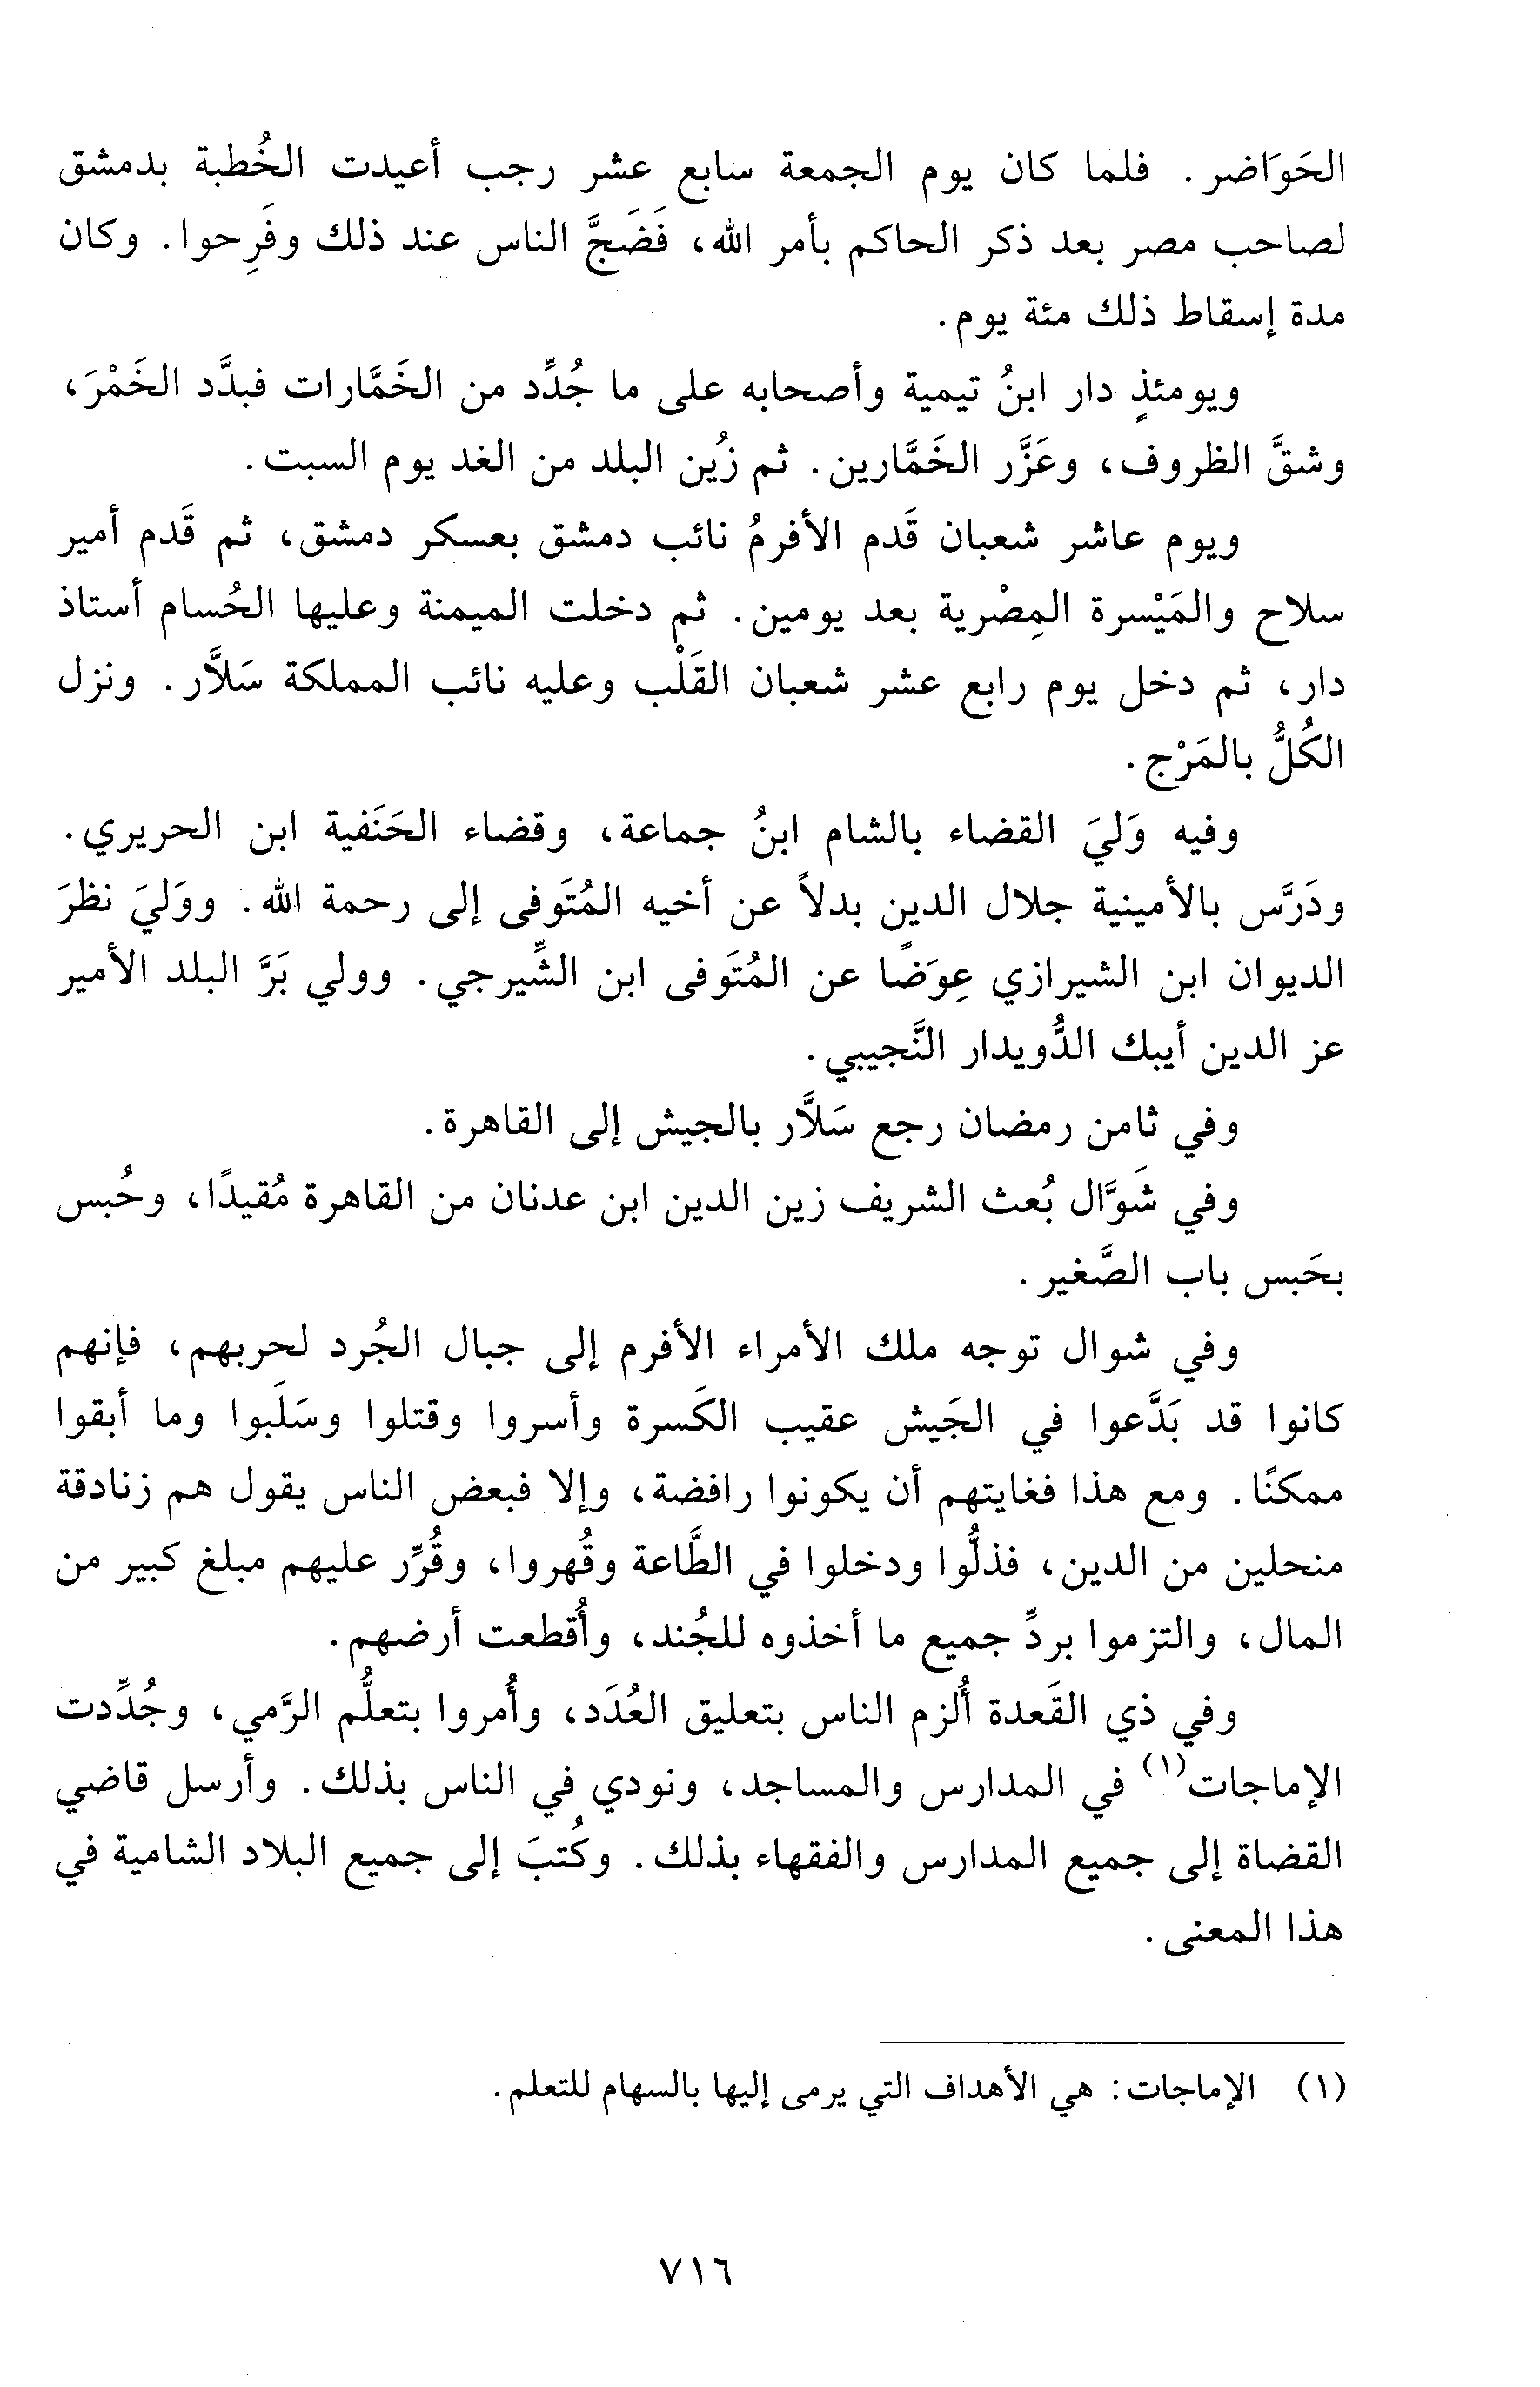 الحَوَاضر. فلما كان يوم الجمعة سابع عشر رجب أعيدت الخُطبة بدمشق
لصاحب مصر بعد ذكر الحاكم بأمر الله، فَضَجَّ الناس عند ذلك وفَرِحوا. وكان
مدة إسقاط ذلك مئة يوم.
ويومئذٍ دار ابنُ تيمية وأصحابه على ما جُدِّد من الخَمَّارات فبدَّد الخَمْرَ،
وشقَّ الظروف، وعَزَّر الخَمَّارين. ثم زُين البلد من الغد يوم السبت.
ويوم عاشر شعبان قَدم الأفرمُ نائب دمشق بعسكر دمشق، ثم قَدم أمير
سلاح والمَيْسرة المِصْرية بعد يومين. ثم دخلت الميمنة وعليها الحُسام أستاذ
دار، ثم دخل يوم رابع عشر شعبان القَلْب وعليه نائب المملكة سَلاَّر. ونزل
الكُلُّ بالمَرْج.
وفيه وَليَ القضاء بالشام ابنُ جماعة، وقضاء الحَنَفية ابن الحريري.
ودَرَّس بالأمينية جلال الدين بدلاً عن أخيه المُتَوفى إلى رحمة الله. ووَليَ نظرَ
الديوان ابن الشيرازي عِوَضًا عن المُتَوفى ابن الشِّيرجي. وولي بَرَّ البلد الأمير
عز الدين أيبك الدُّويدار النَّجيبي.
وفي ثامن رمضان رجع سَلاَّر بالجيش إلى القاهرة.
وفي شَوَّال بُعث الشريف زين الدين ابن عدنان من القاهرة مُقيدًا، وحُبس
بحَبس باب الصَّغير.
وفي شوال توجه ملك الأمراء الأفرم إلى جبال الجُرد لحربهم، فإنهم
كانوا قد بَدَّعوا في الجَيش عقيب الكَسرة وأسروا وقتلوا وسَلَبوا وما أبقوا
ممكنًا. ومع هذا فغايتهم أن يكونوا رافضة، وإلا فبعض الناس يقول هم زنادقة
منحلين من الدين، فذلُّوا ودخلوا في الطَّاعة وقُهروا، وقُرِّر عليهم مبلغ كبير من
المال، والتزموا بردِّ جميع ما أخذوه للجُند، وأُقطعت أرضهم.
وفي ذي القَعدة أُلزم الناس بتعليق العُدَد، وأُمروا بتعلُّم الرَّمي، وجُدِّدت
الإماجات(١) في المدارس والمساجد، ونودي في الناس بذلك. وأرسل قاضي
القضاة إلى جميع المدارس والفقهاء بذلك. وكُتبَ إلى جميع البلاد الشامية في
هذا المعنى.
(١) الإماجات: هي الأهداف التي يرمى إليها بالسهام للتعلم.
٧١٦